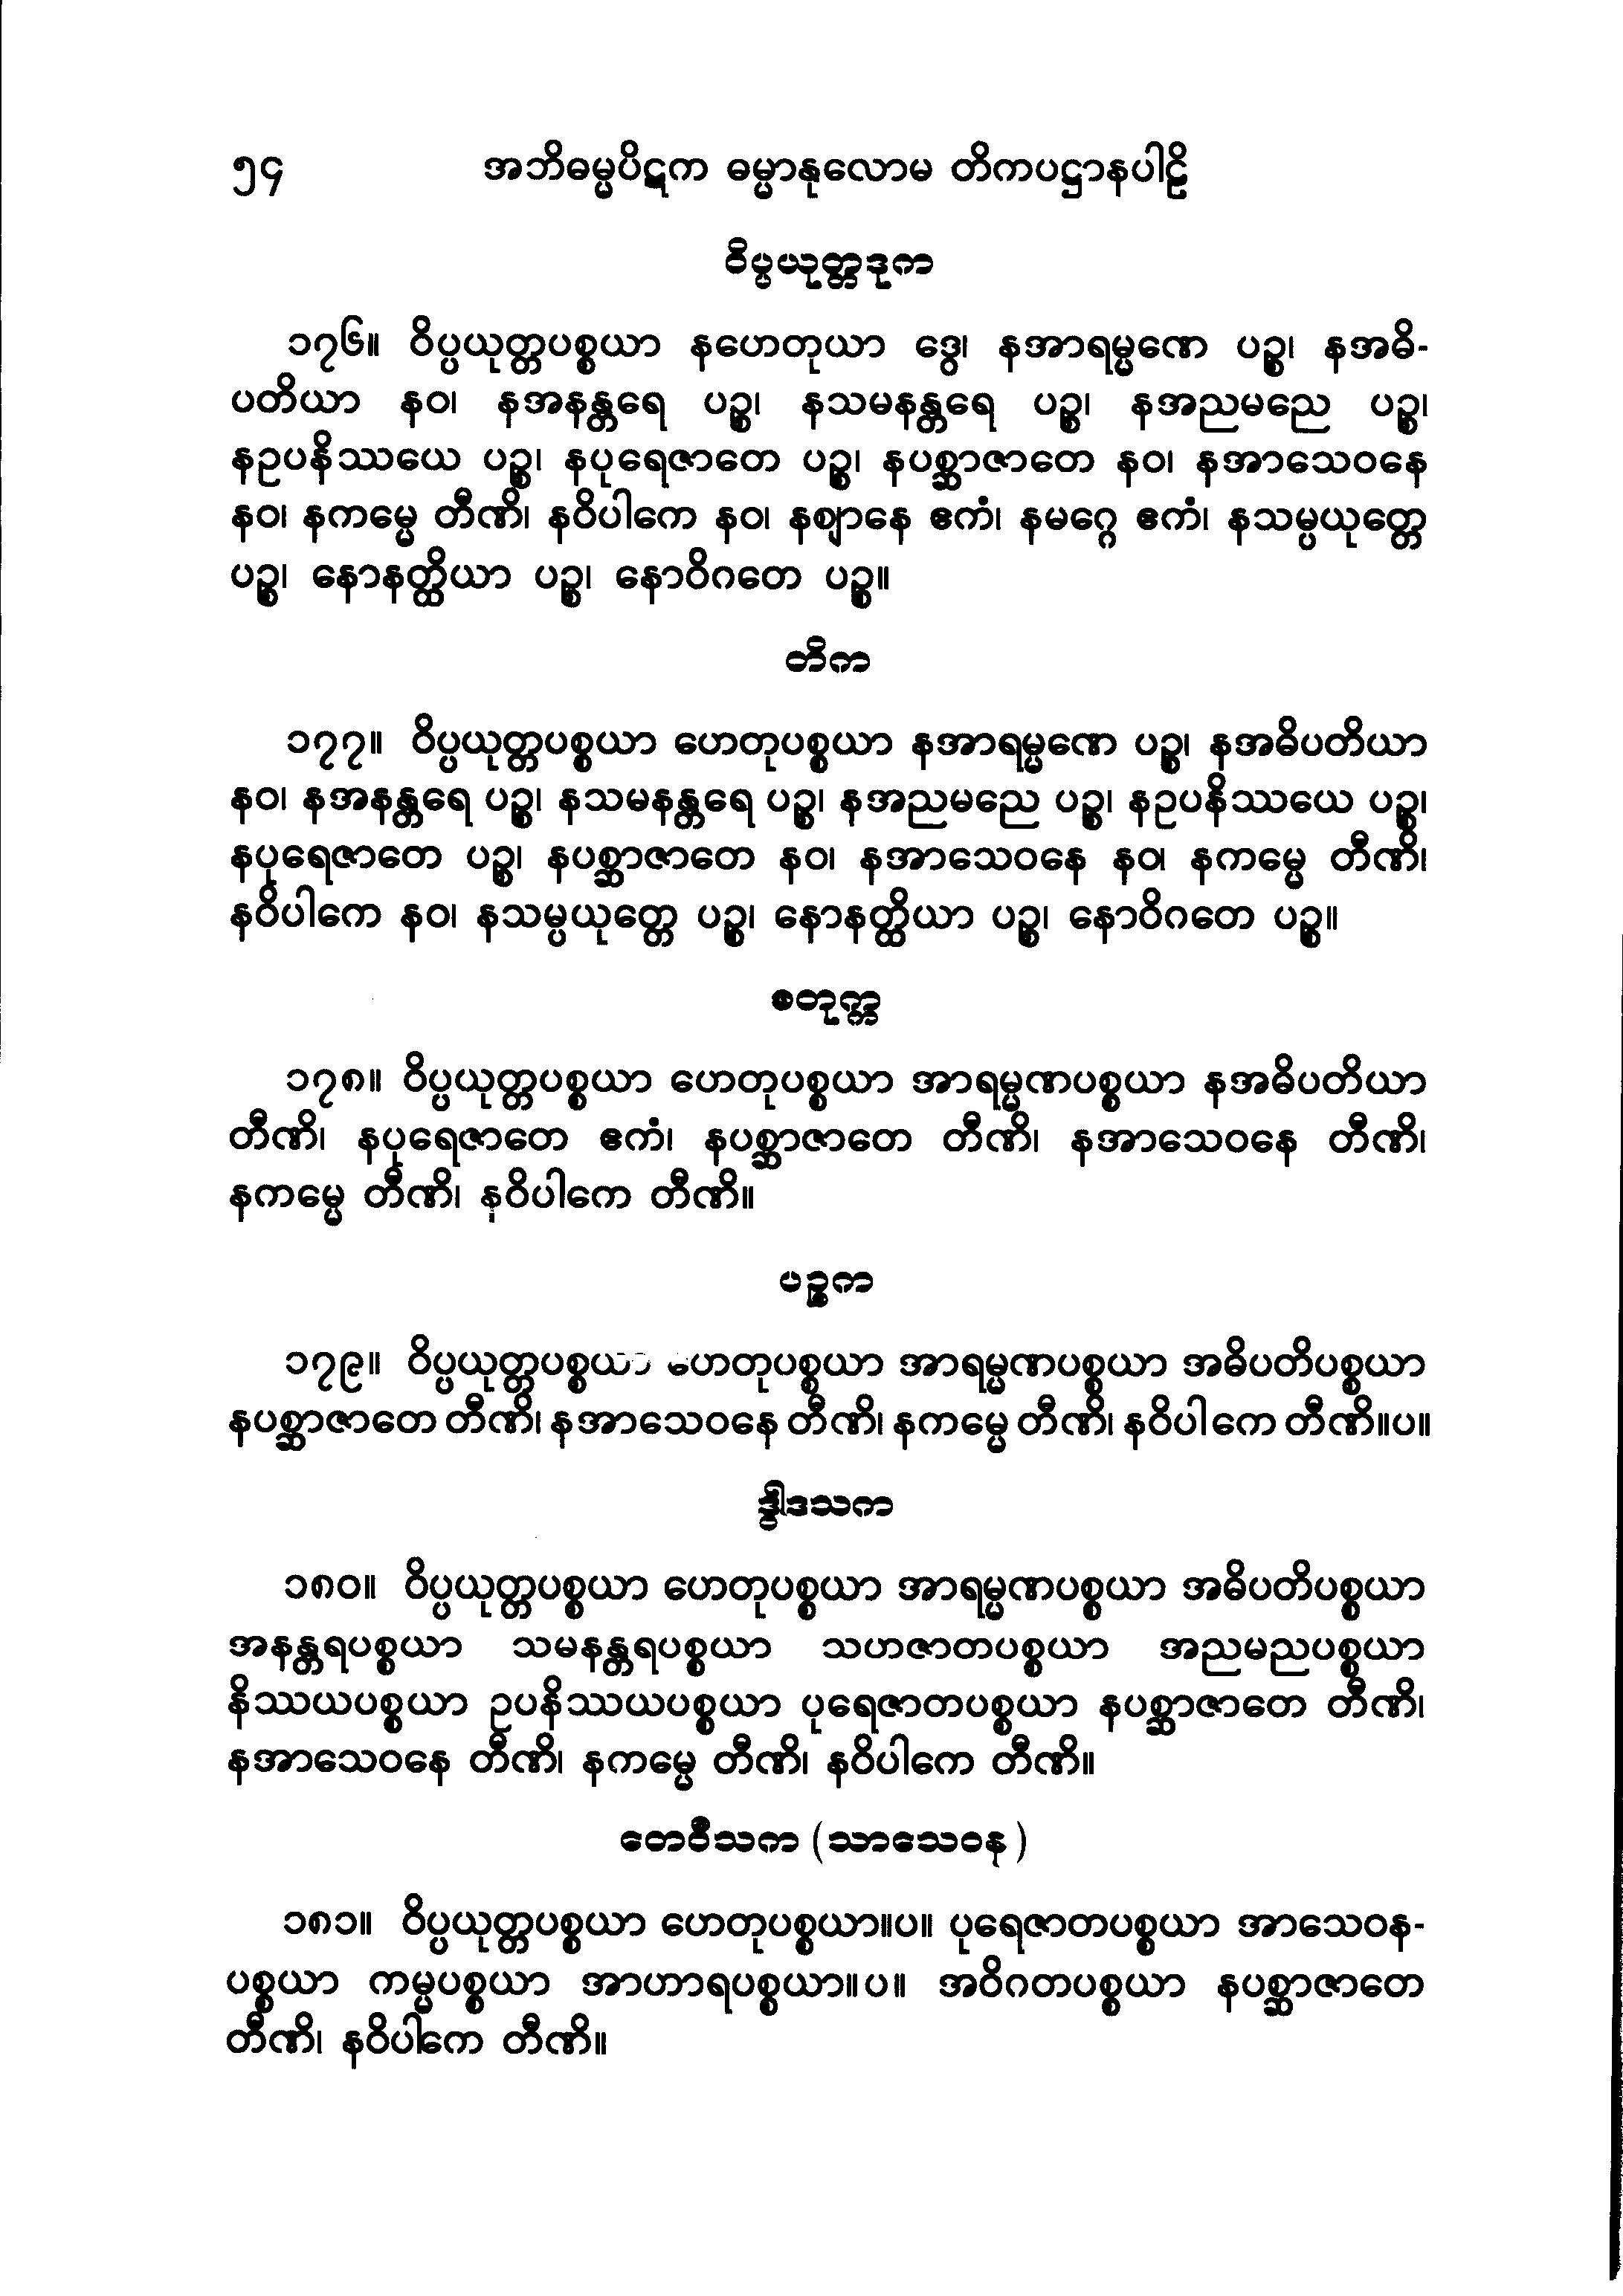 ၅၄ အဘိဓမ္မပိဋက ဓမ္မာနုလောမ တိကပဋ္ဌာနပါဠိ
ဝိပ္ပယုတ္တဒုက
၁၇၆။ ဝိပ္ပယုတ္တပစ္စယာ နဟေတုယာ ဒွေ၊ နအာရမ္မဏေ ပဉ္စ၊ နအဓိ-
ပတိယာ နဝ၊ နအနန္တရေ ပဉ္စ၊ နသမနန္တရေ ပဉ္စ၊ နအညမညေ ပဉ္စ၊
နဥပနိဿယေ ပဉ္စ၊ နပုရေဇာတေ ပဉ္စ၊ နပစ္ဆာဇာတေ နဝ၊ နအာသေဝနေ
နဝ၊ နကမ္မေ တီဏိ၊ နဝိပါကေ နဝ၊ နဈာနေ ဧကံ၊ နမဂ္ဂေ ဧကံ၊ နသမ္ပယုတ္တေ
ပဉ္စ၊ နောနတ္ထိယာ ပဉ္စ၊ နောဝိဂတေ ပဉ္စ။
တိက
၁၇၇။ ဝိပ္ပယုတ္တပစ္စယာ ဟေတုပစ္စယာ နအာရမ္မဏေ ပဉ္စ၊ နအဓိပတိယာ
နဝ၊ နအနန္တရေ ပဉ္စ၊ နသမနန္တရေ ပဉ္စ၊ နအညမညေ ပဉ္စ၊ နဥပနိဿယေ ပဉ္စ၊
နပုရေဇာတေ ပဉ္စ၊ နပစ္ဆာဇာတေ နဝ၊ နအာသေဝနေ နဝ၊ နကမ္မေ တီဏိ၊
နဝိပါကေ နဝ၊ နသမ္ပယုတ္တေ ပဉ္စ၊ နောနတ္ထိယာ ပဉ္စ၊ နောဝိဂတေ ပဉ္စ။
စတုက္က
၁၇၈။ ဝိပ္ပယုတ္တပစ္စယာ ဟေတုပစ္စယာ အာရမ္မဏပစ္စယာ နအဓိပတိယာ
တီဏိ၊ နပုရေဇာတေ ဧကံ၊ နပစ္ဆာဇာတေ တီဏိ၊ နအာသေဝနေ တီဏိ၊
နကမ္မေ တီဏိ၊ နဝိပါကေ တီဏိ။
ပဉ္စက
၁၇၉။ ဝိပ္ပယုတ္တပစ္စယာ ဟေတုပစ္စယာ အာရမ္မဏပစ္စယာ အဓိပတိပစ္စယာ
နပစ္ဆာဇာတေ တီဏိ၊ နအာသေဝနေ တီဏိ၊ နကမ္မေ တီဏိ၊ နဝိပါကေ တီဏိ။ပ။
ဒွါဒသက
၁၈၀။ ဝိပ္ပယုတ္တပစ္စယာ ဟေတုပစ္စယာ အာရမ္မဏပစ္စယာ အဓိပတိပစ္စယာ
အနန္တရပစ္စယာ သမနန္တရပစ္စယာ သဟဇာတပစ္စယာ အညမညပစ္စယာ
နိဿယပစ္စယာ ဥပနိဿယပစ္စယာ ပုရေဇာတပစ္စယာ နပစ္ဆာဇာတေ တီဏိ၊
နအာသေဝနေ တီဏိ၊ နကမ္မေ တီဏိ၊ နဝိပါကေ တီဏိ။
တေဝီသက (သာသေဝန)
၁၈၁။ ဝိပ္ပယုတ္တပစ္စယာ ဟေတုပစ္စယာ။ပ။ ပုရေဇာတပစ္စယာ အာသေဝန-
ပစ္စယာ ကမ္မပစ္စယာ အာဟာရပစ္စယာ။ပ။ အဝိဂတပစ္စယာ နပစ္ဆာဇာတေ
တီဏိ၊ နဝိပါကေ တီဏိ။